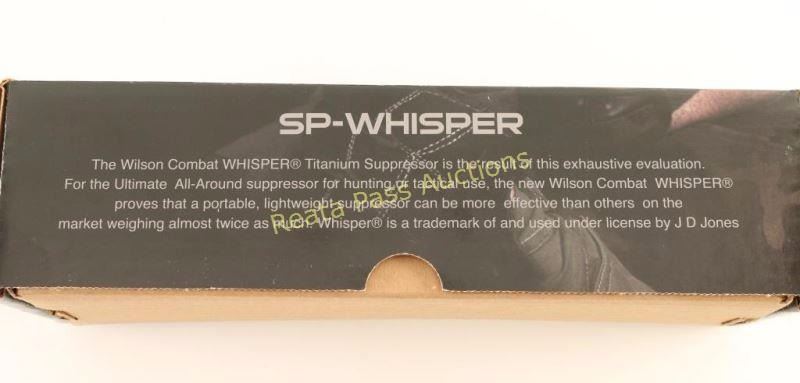 SP-WHISPER
The Wilson Combat WHISPER® Titanium Suppressor is the result of this exhaustive evaluation.
For the Ultimate All-Around suppressor for hunting or tactical use, the new Wilson Combat WHISPER®
proves that a portable, lightweight suppressor can be more effective than others on the
market weighing almost twice as much. Whisper® is a trademark of and used under license by J D Jones
Reata Pass Auctions